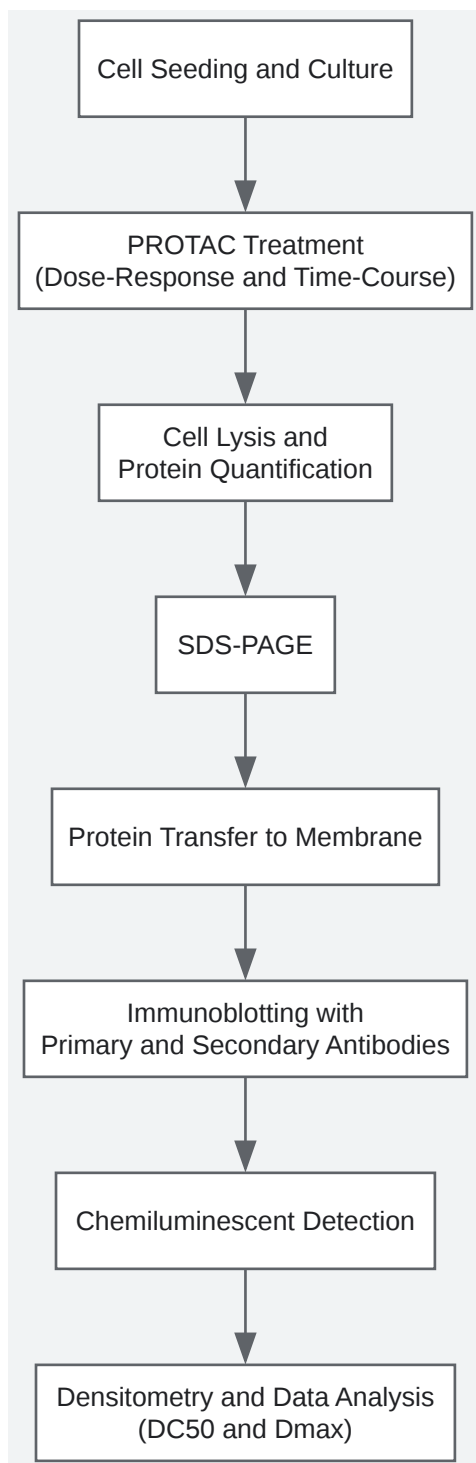 Cell Seeding and Culture
PROTAC Treatment
(Dose-Response and Time-Course)
Cell Lysis and
Protein Quantification
SDS-PAGE
Protein Transfer to Membrane
Immunoblotting with
Primary and Secondary Antibodies
Chemiluminescent Detection
Densitometry and Data Analysis
(DC50 and Dmax)